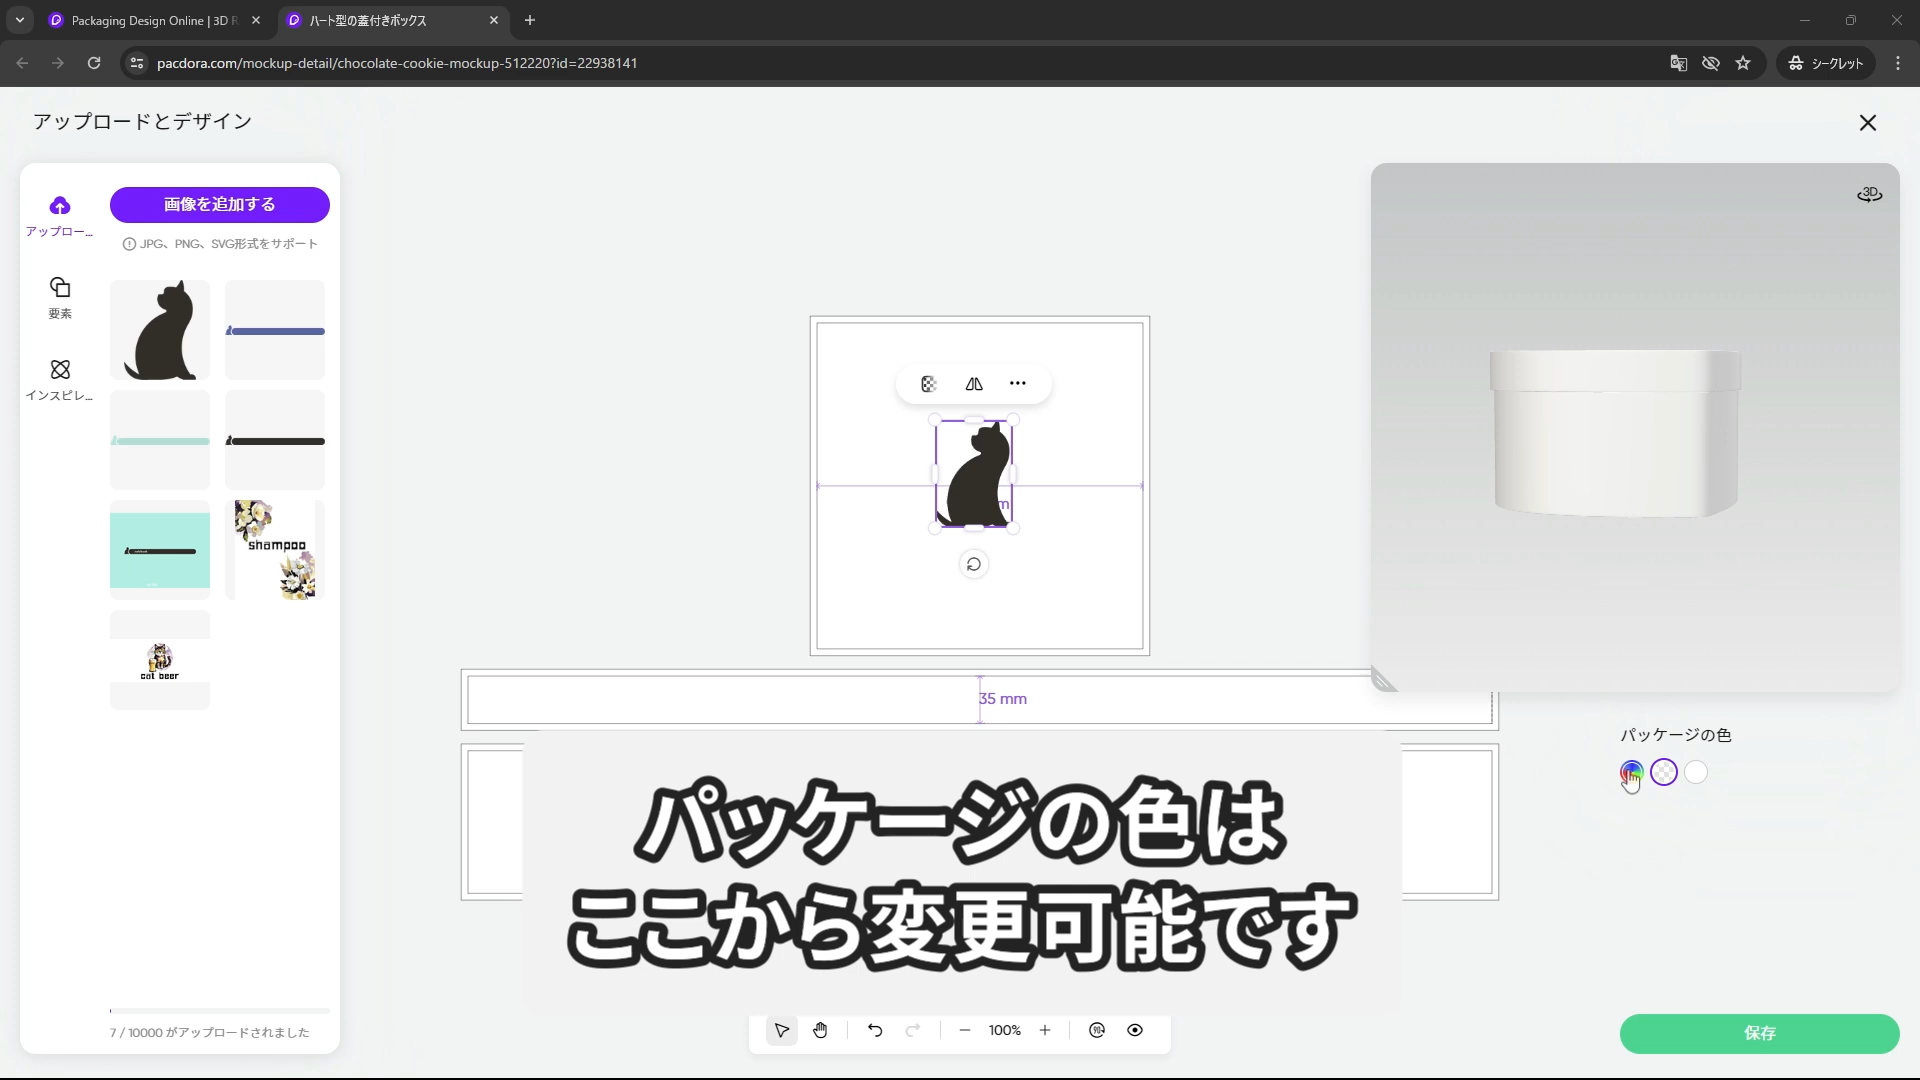 Packaging Design Online | 3D R
ハート型の蓋付きボックス
pacdora.com/mockup-detail/chocolate-cookie-mockup-512220?id=22938141
シークレット
アップロードとデザイン
アップロー...
要素
インスピレ...
画像を追加する
JPG、PNG、SVG形式をサポート
shampoo
cat beer
7 / 10000 がアップロードされました
m
35 mm
3D
パッケージの色
パッケージの色は
ここから変更可能です
100%
保存